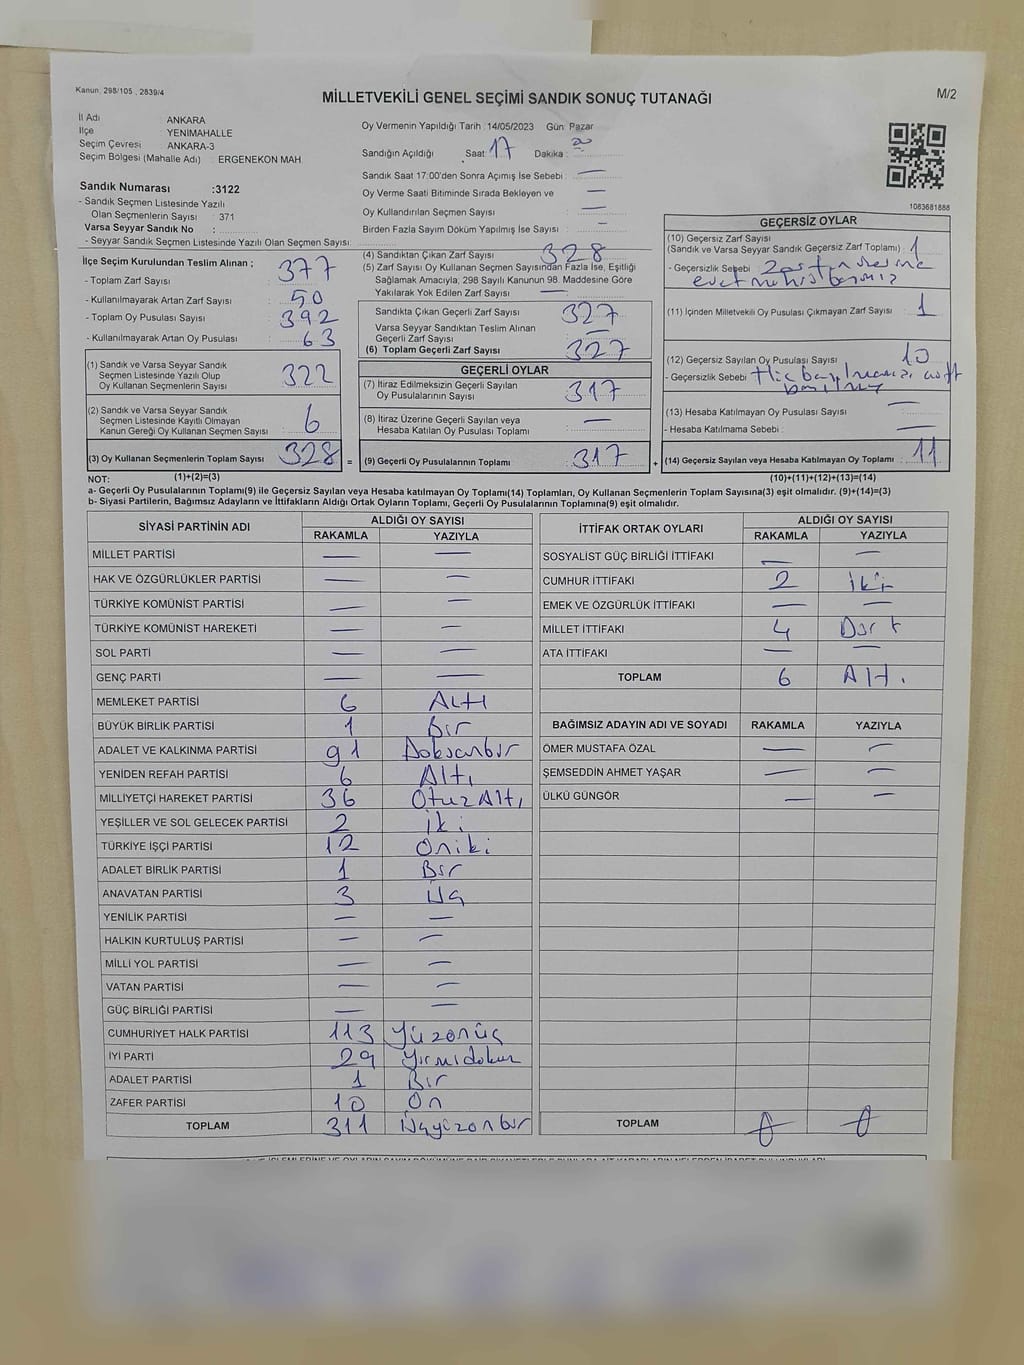 Kanun. 298/105 , 2839/4
MİLLETVEKİLİ GENEL SEÇİMİ SANDIK SONUÇ TUTANAĞI
M/2
İl Adı ANKARA
İlçe YENİMAHALLE
Seçim Çevresi ANKARA-3
Seçim Bölgesi (Mahalle Adı) : ERGENEKON MAH.
Oy Vermenin Yapıldığı Tarih : 14/05/2023 Gün: Pazar
Sandığın Açıldığı Saat: 17 Dakika :
Sandık Saat 17:00'den Sonra Açılmış İse Sebebi : —
Oy Verme Saati Bitiminde Sırada Bekleyen ve —
Oy Kullandırılan Seçmen Sayısı —
Birden Fazla Sayım Döküm Yapılmış İse Sayısı : —
Sandık Numarası :3122
- Sandık Seçmen Listesinde Yazılı
Olan Seçmenlerin Sayısı : 371
Varsa Seyyar Sandık No :
- Seyyar Sandık Seçmen Listesinde Yazılı Olan Seçmen Sayısı:
1083681888
İlçe Seçim Kurulundan Teslim Alınan ;
- Toplam Zarf Sayısı : 377
- Kullanılmayarak Artan Zarf Sayısı : 50
- Toplam Oy Pusulası Sayısı : 392
- Kullanılmayarak Artan Oy Pusulası : 63
(1) Sandık ve Varsa Seyyar Sandık
Seçmen Listesinde Yazılı Olup
Oy Kullanan Seçmenlerin Sayısı 322
(2) Sandık ve Varsa Seyyar Sandık
Seçmen Listesinde Kayıtlı Olmayan
Kanun Gereği Oy Kullanan Seçmen Sayısı : 6
(3) Oy Kullanan Seçmenlerin Toplam Sayısı 328 =
(1)+(2)=(3)
(4) Sandıktan Çıkan Zarf Sayısı 328
(5) Zarf Sayısı Oy Kullanan Seçmen Sayısından Fazla İse, Eşitliği
Sağlamak Amacıyla; 298 Sayılı Kanunun 98. Maddesine Göre
Yakılarak Yok Edilen Zarf Sayısı : —
Sandıkta Çıkan Geçerli Zarf Sayısı 327
Varsa Seyyar Sandıktan Teslim Alınan
Geçerli Zarf Sayısı —
(6) Toplam Geçerli Zarf Sayısı 327
GEÇERLİ OYLAR
(7) İtiraz Edilmeksizin Geçerli Sayılan
Oy Pusulalarının Sayısı : 317
(8) İtiraz Üzerine Geçerli Sayılan veya
Hesaba Katılan Oy Pusulaları Toplamı : —
(9) Geçerli Oy Pusulalarının Toplamı : 317 +
GEÇERSİZ OYLAR
(10) Geçersiz Zarf Sayısı
(Sandık ve Varsa Seyyar Sandık Geçersiz Zarf Toplamı) : 1
- Geçersizlik Sebebi
(11) İçinden Milletvekili Oy Pusulası Çıkmayan Zarf Sayısı : 1
(12) Geçersiz Sayılan Oy Pusulası Sayısı : 10
- Geçersizlik Sebebi : Hiç
(13) Hesaba Katılmayan Oy Pusulası Sayısı : —
- Hesaba Katılmama Sebebi : —
(14) Geçersiz Sayılan veya Hesaba Katılmayan Oy Toplamı : 11
(10)+(11)+(12)+(13)=(14)
NOT:
a- Geçerli Oy Pusulalarının Toplamı(9) ile Geçersiz Sayılan veya Hesaba katılmayan Oy Toplamı(14) Toplamları, Oy Kullanan Seçmenlerin Toplam Sayısına(3) eşit olmalıdır. (9)+(14)=(3)
b- Siyasi Partilerin, Bağımsız Adayların ve İttifakların Aldığı Ortak Oyların Toplamı, Geçerli Oy Pusulalarının Toplamına(9) eşit olmalıdır.
SİYASİ PARTİNİN ADI ALDIĞI OY SAYISI
RAKAMLA YAZIYLA
MİLLET PARTİSİ — —
HAK VE ÖZGÜRLÜKLER PARTİSİ — —
TÜRKİYE KOMÜNİST PARTİSİ — —
TÜRKİYE KOMÜNİST HAREKETİ — —
SOL PARTİ — —
GENÇ PARTİ — —
MEMLEKET PARTİSİ 6 Altı
BÜYÜK BİRLİK PARTİSİ 1 Bir
ADALET VE KALKINMA PARTİSİ 91 Doksanbir
YENİDEN REFAH PARTİSİ 6 Altı
MİLLİYETÇİ HAREKET PARTİSİ 36 Otuz Altı
YEŞİLLER VE SOL GELECEK PARTİSİ 2 İki
TÜRKİYE İŞÇİ PARTİSİ 12 Oniki
ADALET BİRLİK PARTİSİ 1 Bir
ANAVATAN PARTİSİ 3 Üç
YENİLİK PARTİSİ — —
HALKIN KURTULUŞ PARTİSİ — —
MİLLİ YOL PARTİSİ — —
VATAN PARTİSİ — —
GÜÇ BİRLİĞİ PARTİSİ — —
CUMHURİYET HALK PARTİSİ 113 Yüzonüç
İYİ PARTİ 29 Yirmidokuz
ADALET PARTİSİ 1 Bir
ZAFER PARTİSİ 10 On
TOPLAM 311 Üçyüzonbir
İTTİFAK ORTAK OYLARI ALDIĞI OY SAYISI
RAKAMLA YAZIYLA
SOSYALİST GÜÇ BİRLİĞİ İTTİFAKI — —
CUMHUR İTTİFAKI 2 İki
EMEK VE ÖZGÜRLÜK İTTİFAKI — —
MİLLET İTTİFAKI 4 Dört
ATA İTTİFAKI — —
TOPLAM 6 Altı
BAĞIMSIZ ADAYIN ADI VE SOYADI RAKAMLA YAZIYLA
ÖMER MUSTAFA ÖZAL — —
ŞEMSEDDİN AHMET YAŞAR — —
ÜLKÜ GÜNGÖR — —
TOPLAM